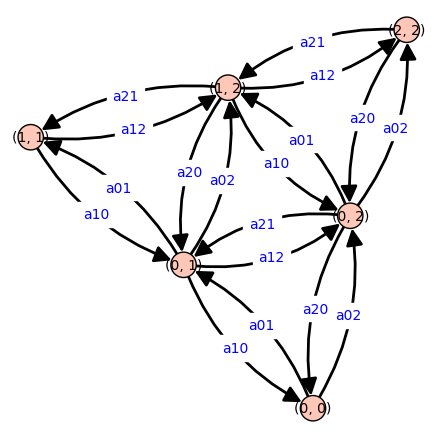 (2, 2)
a21
a12
(1, 2)
a21
a12
(1, 1)
a20
a02
a01
a10
a20
a02
a01
a10
(0, 2)
a21
a12
(0, 1)
a20
a02
a01
a10
(0, 0)